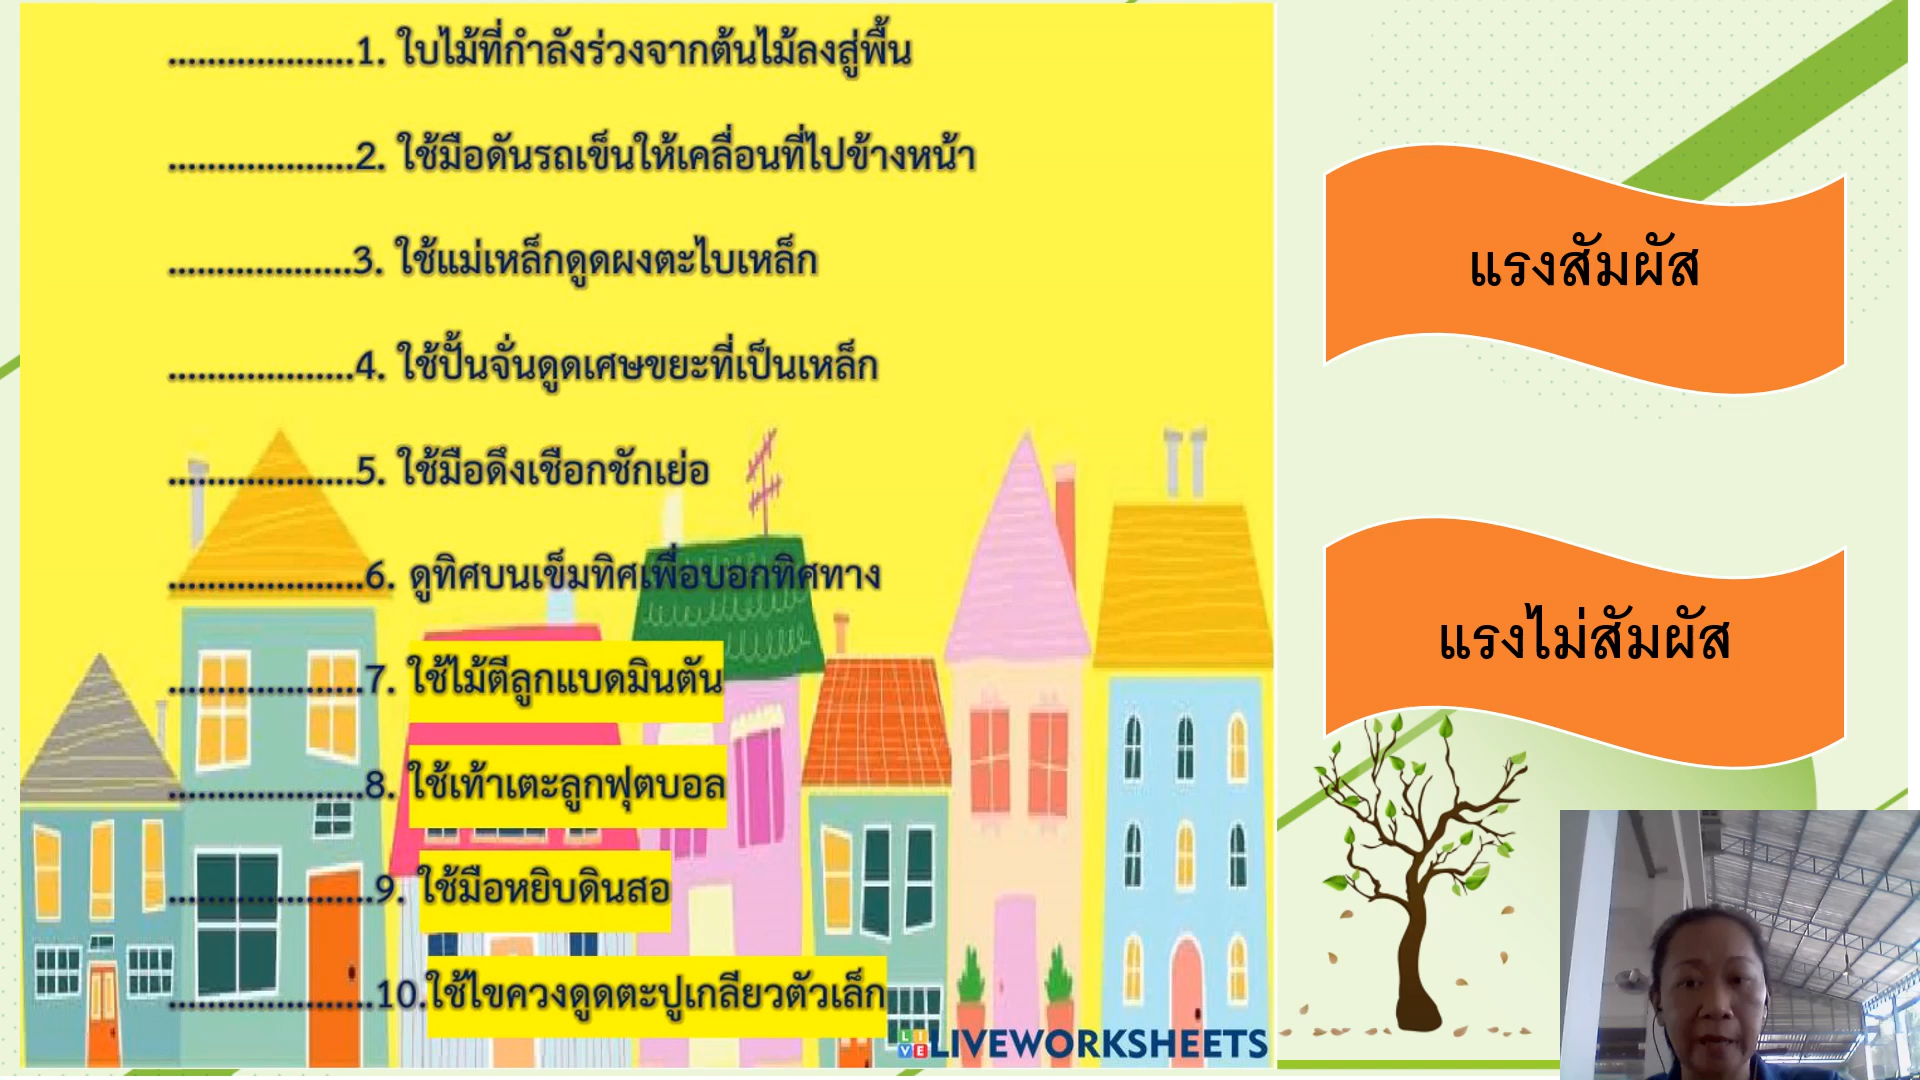 ...................1. ใบไม้ที่กำลังร่วงจากต้นไม้ลงสู่พื้น
...................2. ใช้มือดันรถเข็นให้เคลื่อนที่ไปข้างหน้า
...................3. ใช้แม่เหล็กดูดผงตะไบเหล็ก
...................4. ใช้ปั้นจั่นดูดเศษขยะที่เป็นเหล็ก
...................5. ใช้มือดึงเชือกชักเย่อ
....................6. ดูทิศบนเข็มทิศเพื่อบอกทิศทาง
....................7. ใช้ไม้ตีลูกแบดมินตัน
....................8. ใช้เท้าเตะลูกฟุตบอล
.....................9. ใช้มือหยิบดินสอ
.....................10.ใช้ไขควงดูดตะปูเกลียวตัวเล็ก
LIVE LIVEWORKSHEETS
แรงสัมผัส
แรงไม่สัมผัส